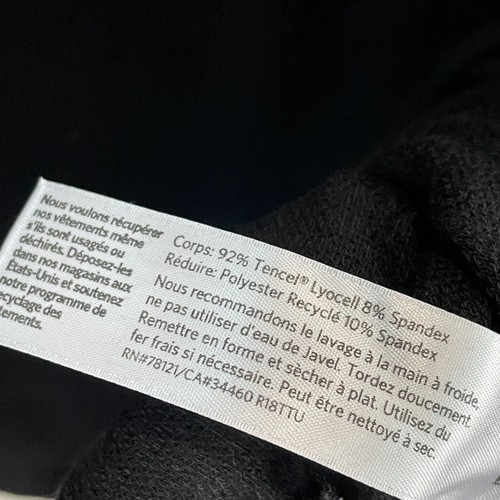 Nous voulons récupérer
nos vêtements même
s'ils sont usagés ou
déchirés. Déposez-les
dans nos magasins aux
États-Unis et soutenez
notre programme de
recyclage des
vêtements.
Corps: 92% Tencel® Lyocell 8% Spandex
Réduire: Polyester Recyclé 10% Spandex
Nous recommandons le lavage à la main à froide,
ne pas utiliser d'eau de Javel. Tordez doucement.
Remettre en forme et sècher à plat. Utilisez du
fer frais si nécessaire. Peut être nettoyé à sec.
RN#78121/CA#34460 R18TTU